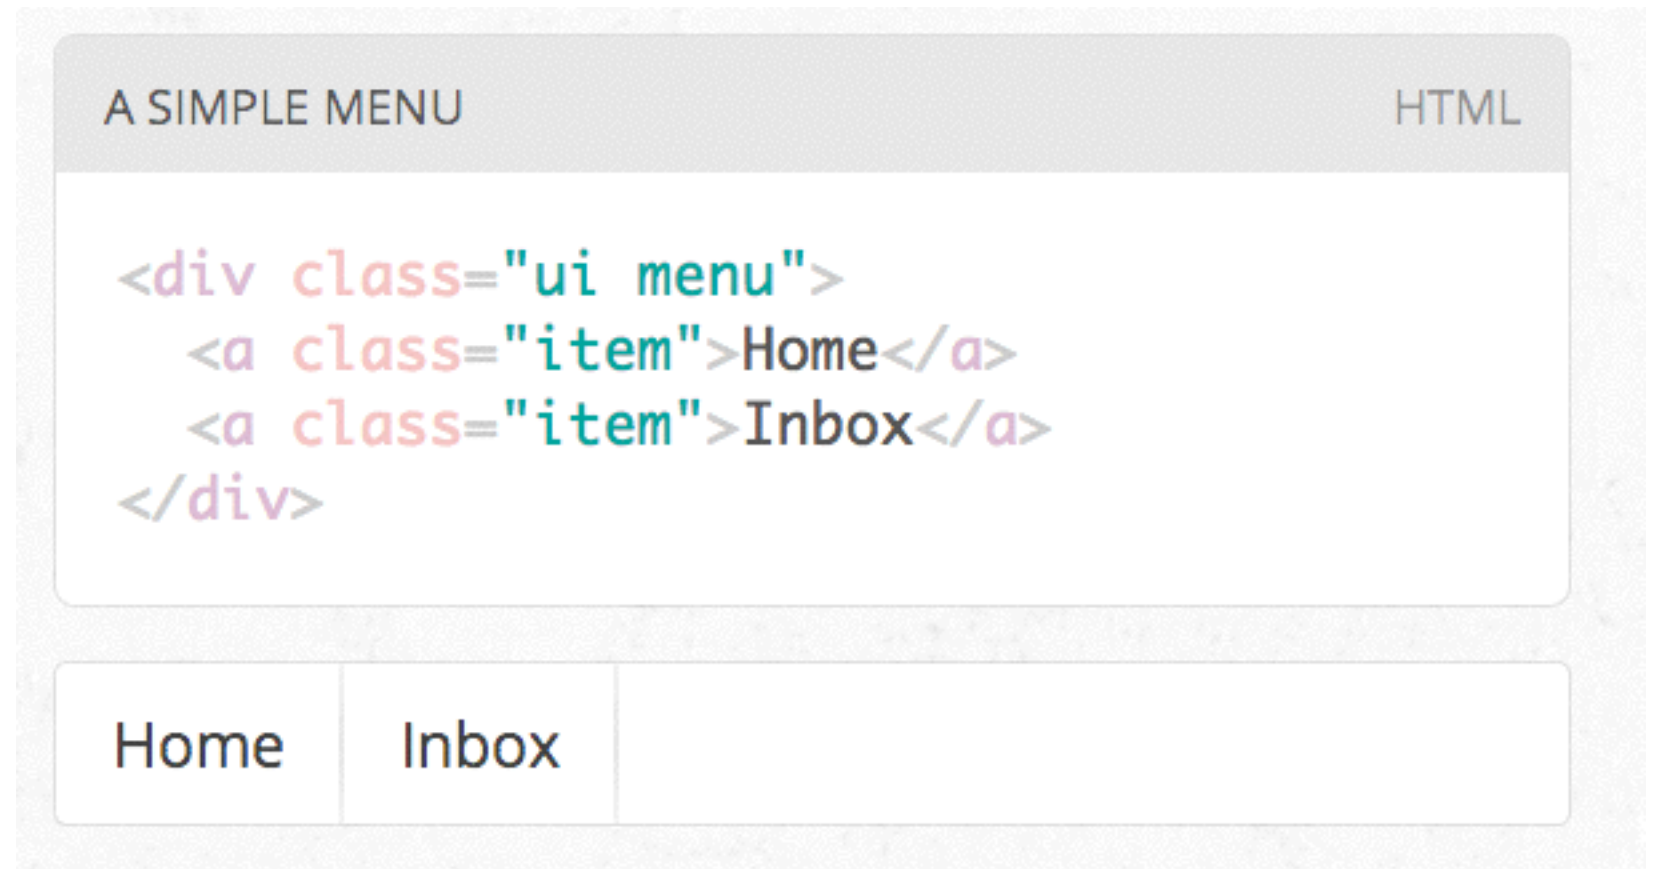 A SIMPLE MENU HTML
<div class="ui menu">
  <a class="item">Home</a>
  <a class="item">Inbox</a>
</div>
Home Inbox